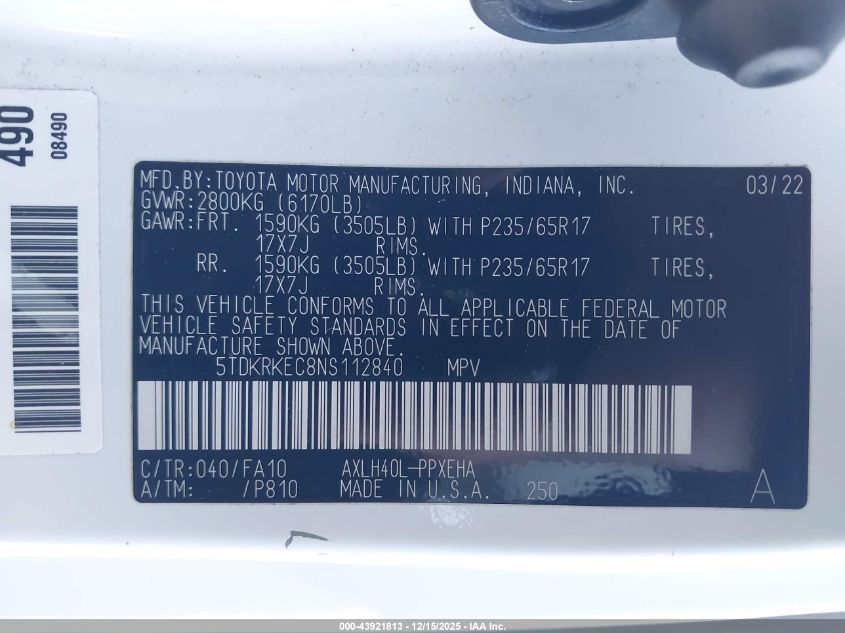 490
08490
MFD.BY:TOYOTA MOTOR MANUFACTURING, INDIANA, INC. 03/22
GVWR:2800KG (6170LB)
GAWR:FRT. 1590KG (3505LB) WITH P235/65R17 TIRES,
17X7J RIMS.
RR. 1590KG (3505LB) WITH P235/65R17 TIRES,
17X7J RIMS.
THIS VEHICLE CONFORMS TO ALL APPLICABLE FEDERAL MOTOR
VEHICLE SAFETY STANDARDS IN EFFECT ON THE DATE OF
MANUFACTURE SHOWN ABOVE.
5TDKRKEC8NS112840 MPV
C/TR:040/FA10 AXLH40L-PPXEHA
A/TM: /P810 MADE IN U.S.A. 250 A
000-43921813 - 12/15/2025 - IAA Inc.